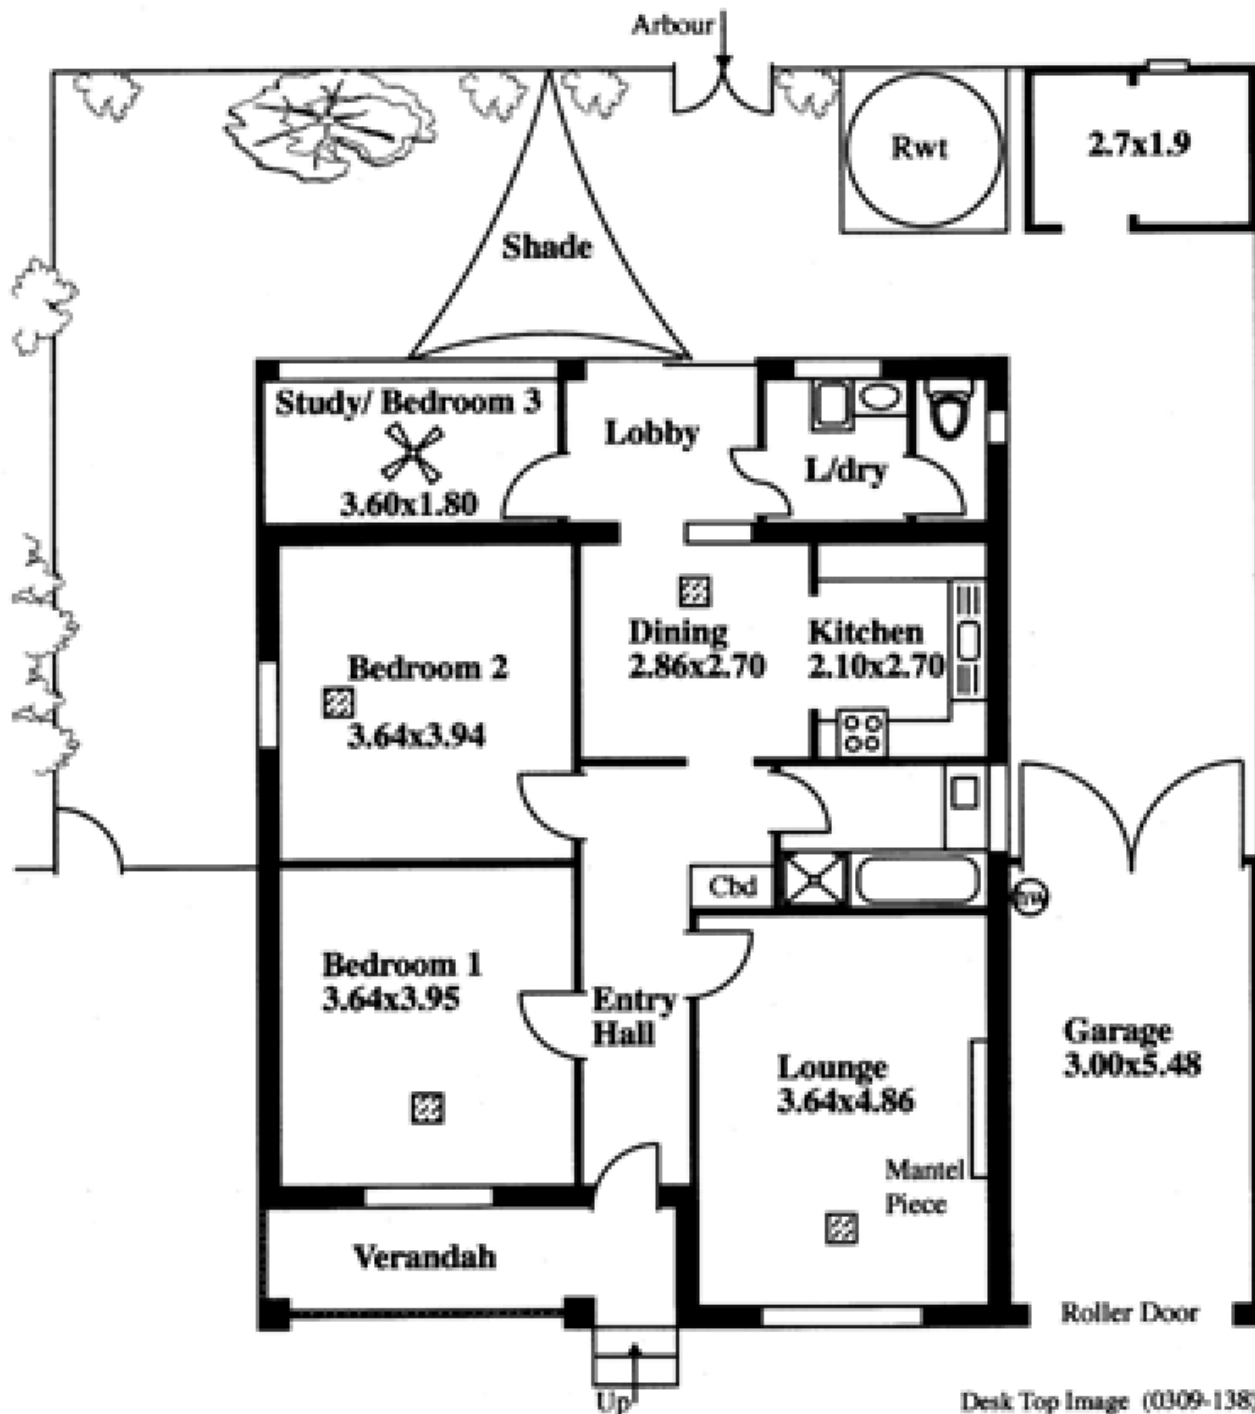 Arbour
Rwt
2.7x1.9
Shade
Study/ Bedroom 3
3.60x1.80
Lobby
L/dry
Dining
2.86x2.70
Kitchen
2.10x2.70
Bedroom 2
3.64x3.94
Cbd
Bedroom 1
3.64x3.95
Entry
Hall
Lounge
3.64x4.86
Garage
3.00x5.48
Mantel
Piece
Verandah
Roller Door
Up
Desk Top Image (0309-138)